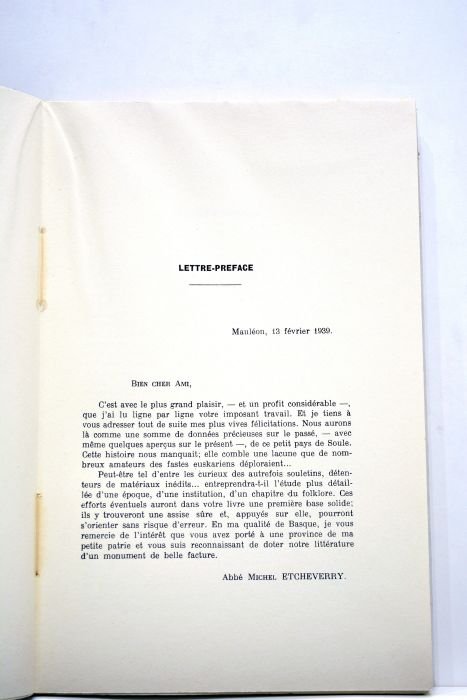 LETTRE-PREFACE
Mauléon, 13 février 1939.
BIEN CHER AMI,
C'est avec le plus grand plaisir, — et un profit considérable —,
que j'ai lu ligne par ligne votre imposant travail. Et je tiens à
vous adresser tout de suite mes plus vives félicitations. Nous aurons
là comme une somme de données précieuses sur le passé, — avec
même quelques aperçus sur le présent —, de ce petit pays de Soule.
Cette histoire nous manquait; elle comble une lacune que de nom-
breux amateurs des fastes euskariens déploraient...
Peut-être tel d'entre les curieux des autrefois souletins, déten-
teurs de matériaux inédits... entreprendra-t-il l'étude plus détail-
lée d'une époque, d'une institution, d'un chapitre du folklore. Ces
efforts éventuels auront dans votre livre une première base solide;
ils y trouveront une assise sûre et, appuyés sur elle, pourront
s'orienter sans risque d'erreur. En ma qualité de Basque, je vous
remercie de l'intérêt que vous avez porté à une province de ma
petite patrie et vous suis reconnaissant de doter notre littérature
d'un monument de belle facture.
Abbé MICHEL ETCHEVERRY.